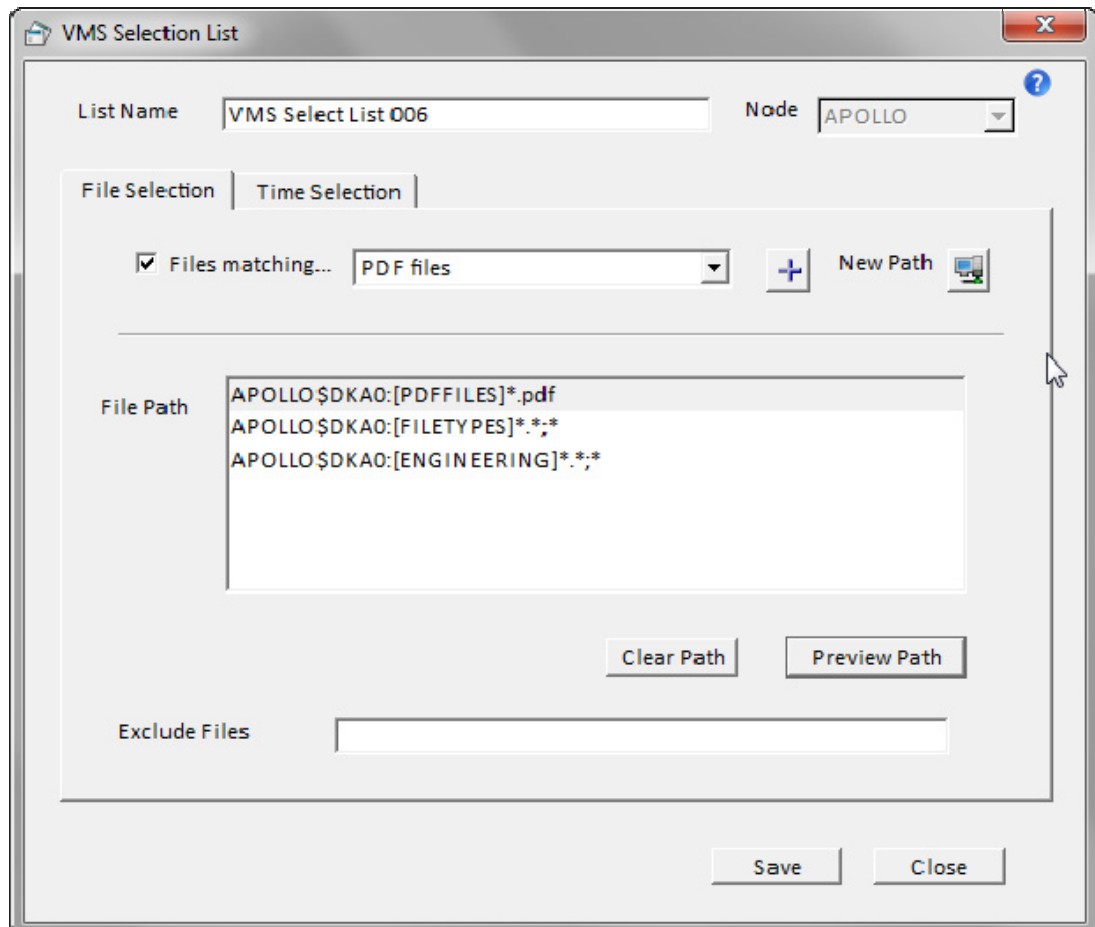 VMS Selection List
X
?
List Name VMS Select List 006 Node APOLLO
File Selection Time Selection
Files matching... PDF files + New Path
File Path
APOLLO$DKA0:[PDFFILES]*.pdf
APOLLO$DKA0:[FILETYPES]*.*;*
APOLLO$DKA0:[ENGINEERING]*.*;*
Clear Path Preview Path
Exclude Files
Save Close